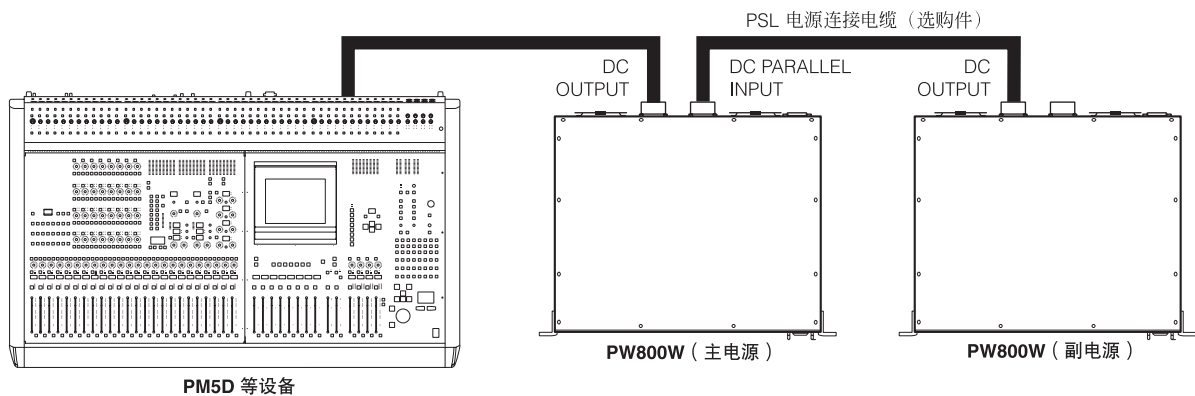 PSL 电源连接电缆（选购件）
DC
OUTPUT
DC PARALLEL
INPUT
DC
OUTPUT
PW800W（主电源）
PW800W（副电源）
PM5D 等设备